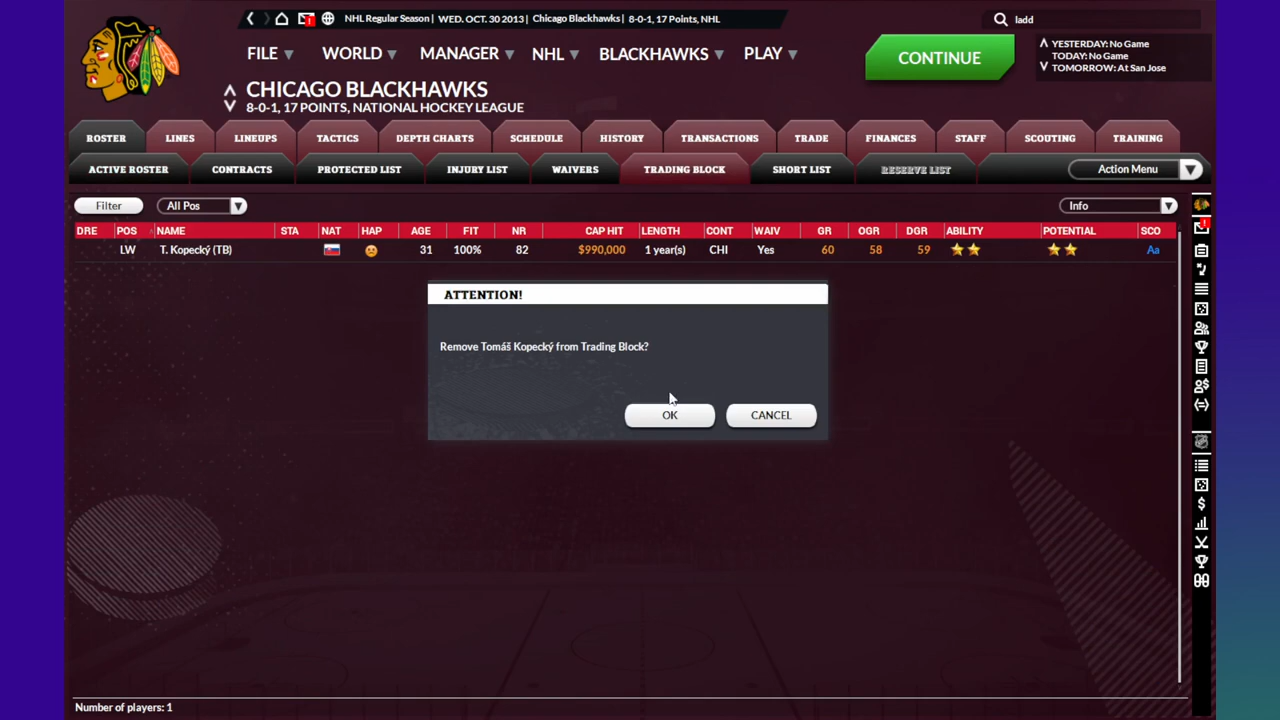 NHL Regular Season | WED. OCT. 30 2013 | Chicago Blackhawks | 8-0-1, 17 Points, NHL
ladd
FILE WORLD MANAGER NHL BLACKHAWKS PLAY
CONTINUE
YESTERDAY: No Game
TODAY: No Game
TOMORROW: At San Jose
CHICAGO BLACKHAWKS
8-0-1, 17 POINTS, NATIONAL HOCKEY LEAGUE
ROSTER LINES LINEUPS TACTICS DEPTH CHARTS SCHEDULE HISTORY TRANSACTIONS TRADE FINANCES STAFF SCOUTING TRAINING
ACTIVE ROSTER CONTRACTS PROTECTED LIST INJURY LIST WAIVERS TRADING BLOCK SHORT LIST RESERVE LIST Action Menu
Filter All Pos Info
DRE POS NAME STA NAT HAP AGE FIT NR CAP HIT LENGTH CONT WAIV GR OGR DGR ABILITY POTENTIAL SCO
LW T. Kopecký (TB) 31 100% 82 $990,000 1 year(s) CHI Yes 60 58 59 Aa
ATTENTION!
Remove Tomáš Kopecký from Trading Block?
OK CANCEL
Number of players: 1